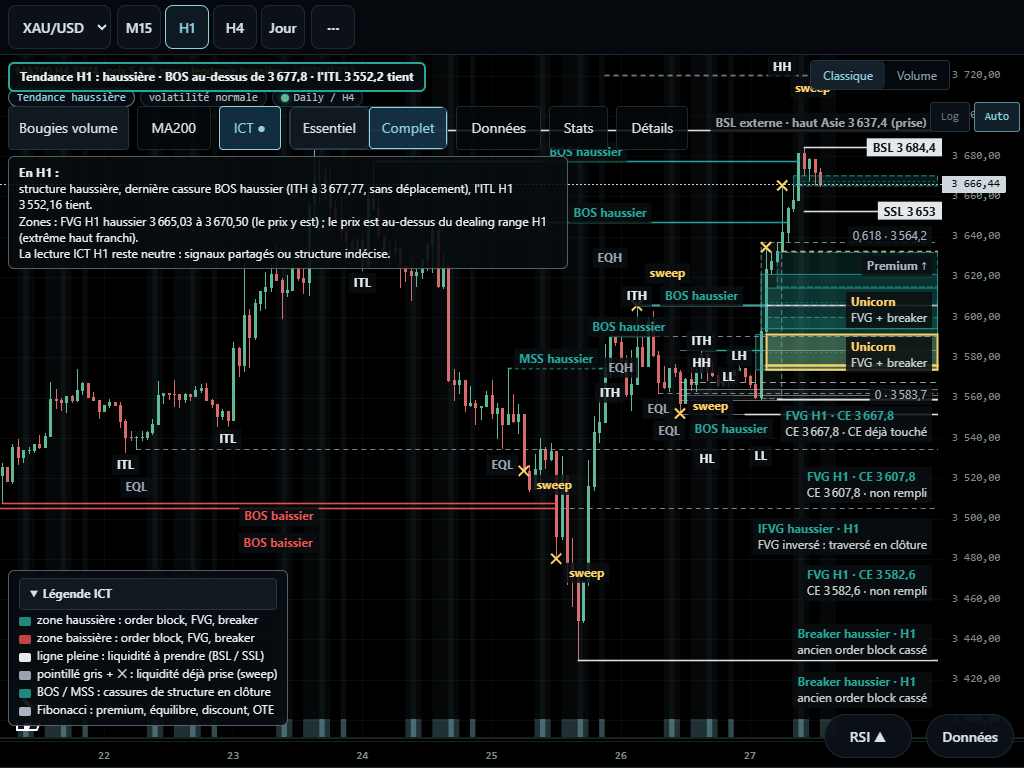 XAU/USD
M15
H1
H4
Jour
---
Tendance H1 : haussière · BOS au-dessus de 3 677,8 · l'ITL 3 552,2 tient
Tendance haussière
volatilité normale
Daily / H4
HH
Classique
Volume
3 720,00
sweep
Bougies volume
MA200
ICT
Essentiel
Complet
Données
Stats
Détails
BSL externe · haut Asie 3 637,4 (prise)
Log
Auto
BOS haussier
BSL 3 684,4
3 680,00
En H1 :
structure haussière, dernière cassure BOS haussier (ITH à 3 677,77, sans déplacement), l'ITL H1
3 552,16 tient.
Zones : FVG H1 haussier 3 665,03 à 3 670,50 (le prix y est) ; le prix est au-dessus du dealing range H1
(extrême haut franchi).
La lecture ICT H1 reste neutre : signaux partagés ou structure indécise.
3 666,44
3 660,00
BOS haussier
SSL 3 653
0,618 · 3 564,2
3 640,00
EQH
sweep
Premium ↑
3 620,00
ITL
ITH
BOS haussier
Unicorn
FVG + breaker
3 600,00
BOS haussier
ITH
Unicorn
FVG + breaker
3 580,00
MSS haussier
EQH
HH
LH
LL
ITH
0 · 3 583,7
3 560,00
EQL
sweep
FVG H1 · CE 3 667,8
CE 3 667,8 · CE déjà touché
EQL
BOS haussier
3 540,00
ITL
ITL
EQL
HL
LL
EQL
sweep
FVG H1 · CE 3 607,8
CE 3 607,8 · non rempli
3 520,00
BOS baissier
3 500,00
BOS baissier
IFVG haussier · H1
FVG inversé : traversé en clôture
3 480,00
sweep
FVG H1 · CE 3 582,6
CE 3 582,6 · non rempli
3 460,00
▼ Légende ICT
zone haussière : order block, FVG, breaker
zone baissière : order block, FVG, breaker
ligne pleine : liquidité à prendre (BSL / SSL)
pointillé gris + ✕ : liquidité déjà prise (sweep)
BOS / MSS : cassures de structure en clôture
Fibonacci : premium, équilibre, discount, OTE
Breaker haussier · H1
ancien order block cassé
3 440,00
Breaker haussier · H1
ancien order block cassé
3 420,00
RSI ▲
Données
22
23
24
25
26
27